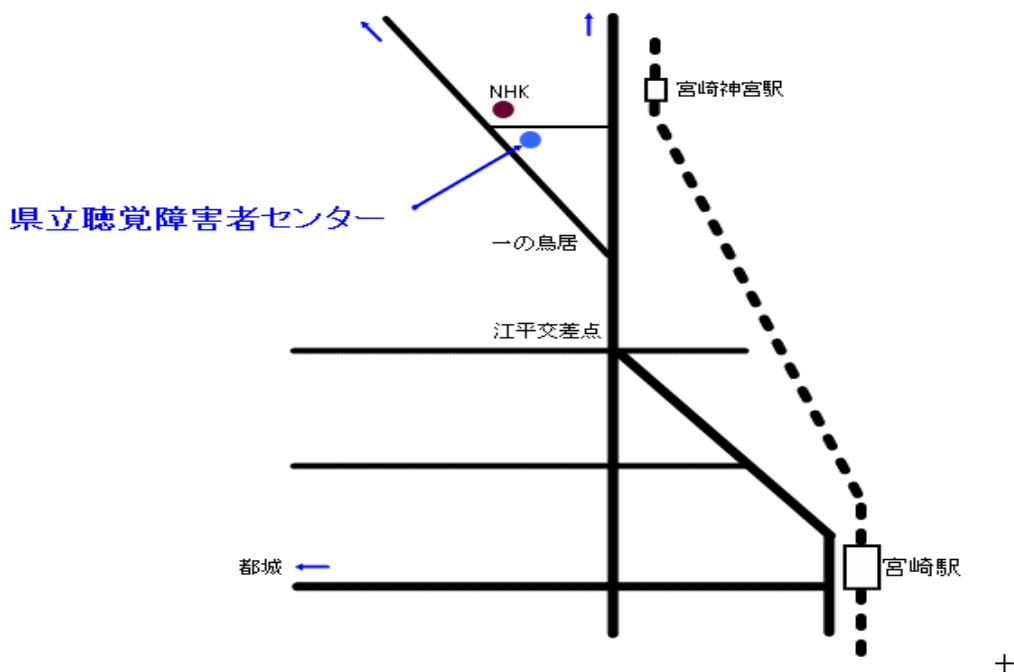 NHK
宮崎神宮駅
県立聴覚障害者センター
一の鳥居
江平交差点
都城
宮崎駅